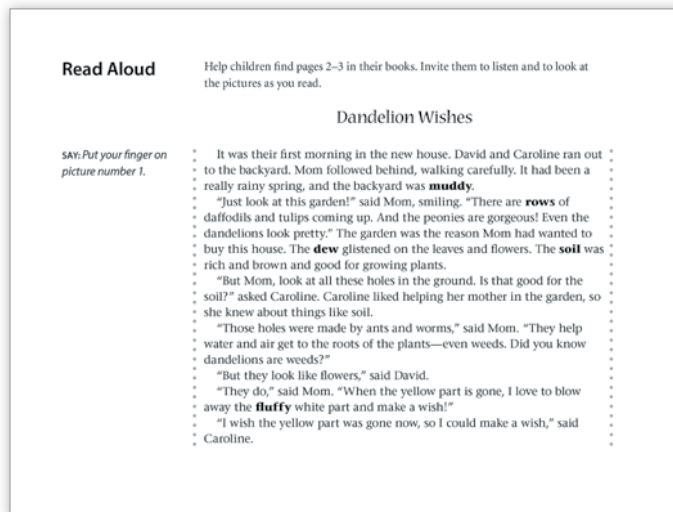 Read Aloud
Help children find pages 2–3 in their books. Invite them to listen and to look at
the pictures as you read.
Dandelion Wishes
SAY: Put your finger on
picture number 1.
It was their first morning in the new house. David and Caroline ran out
to the backyard. Mom followed behind, walking carefully. It had been a
really rainy spring, and the backyard was muddy.
“Just look at this garden!” said Mom, smiling. “There are rows of
daffodils and tulips coming up. And the peonies are gorgeous! Even the
dandelions look pretty.” The garden was the reason Mom had wanted to
buy this house. The dew glistened on the leaves and flowers. The soil was
rich and brown and good for growing plants.
“But Mom, look at all these holes in the ground. Is that good for the
soil?” asked Caroline. Caroline liked helping her mother in the garden, so
she knew about things like soil.
“Those holes were made by ants and worms,” said Mom. “They help
water and air get to the roots of the plants—even weeds. Did you know
dandelions are weeds?”
“But they look like flowers,” said David.
“They do,” said Mom. “When the yellow part is gone, I love to blow
away the fluffy white part and make a wish!”
“I wish the yellow part was gone now, so I could make a wish,” said
Caroline.